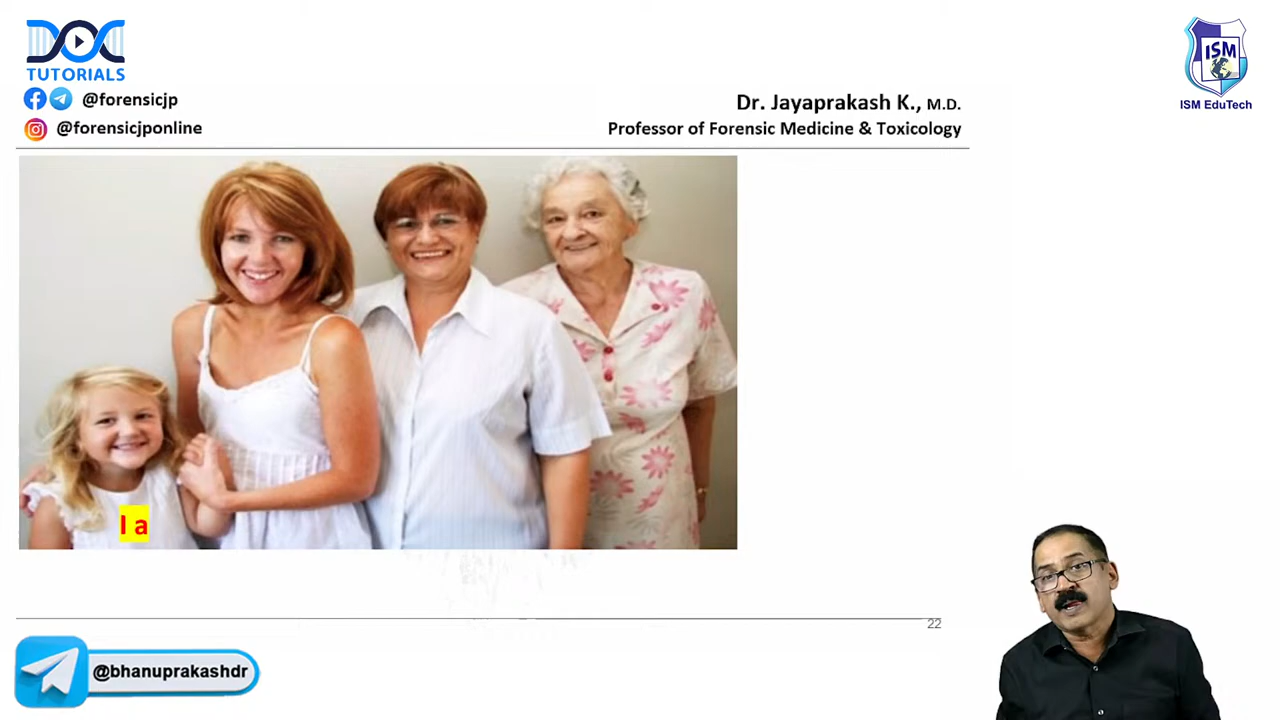 DOC
TUTORIALS
@forensicjp
@forensicjponline
Dr. Jayaprakash K., M.D.
Professor of Forensic Medicine & Toxicology
ISM
ISM EduTech
I a
22
@bhanuprakashdr